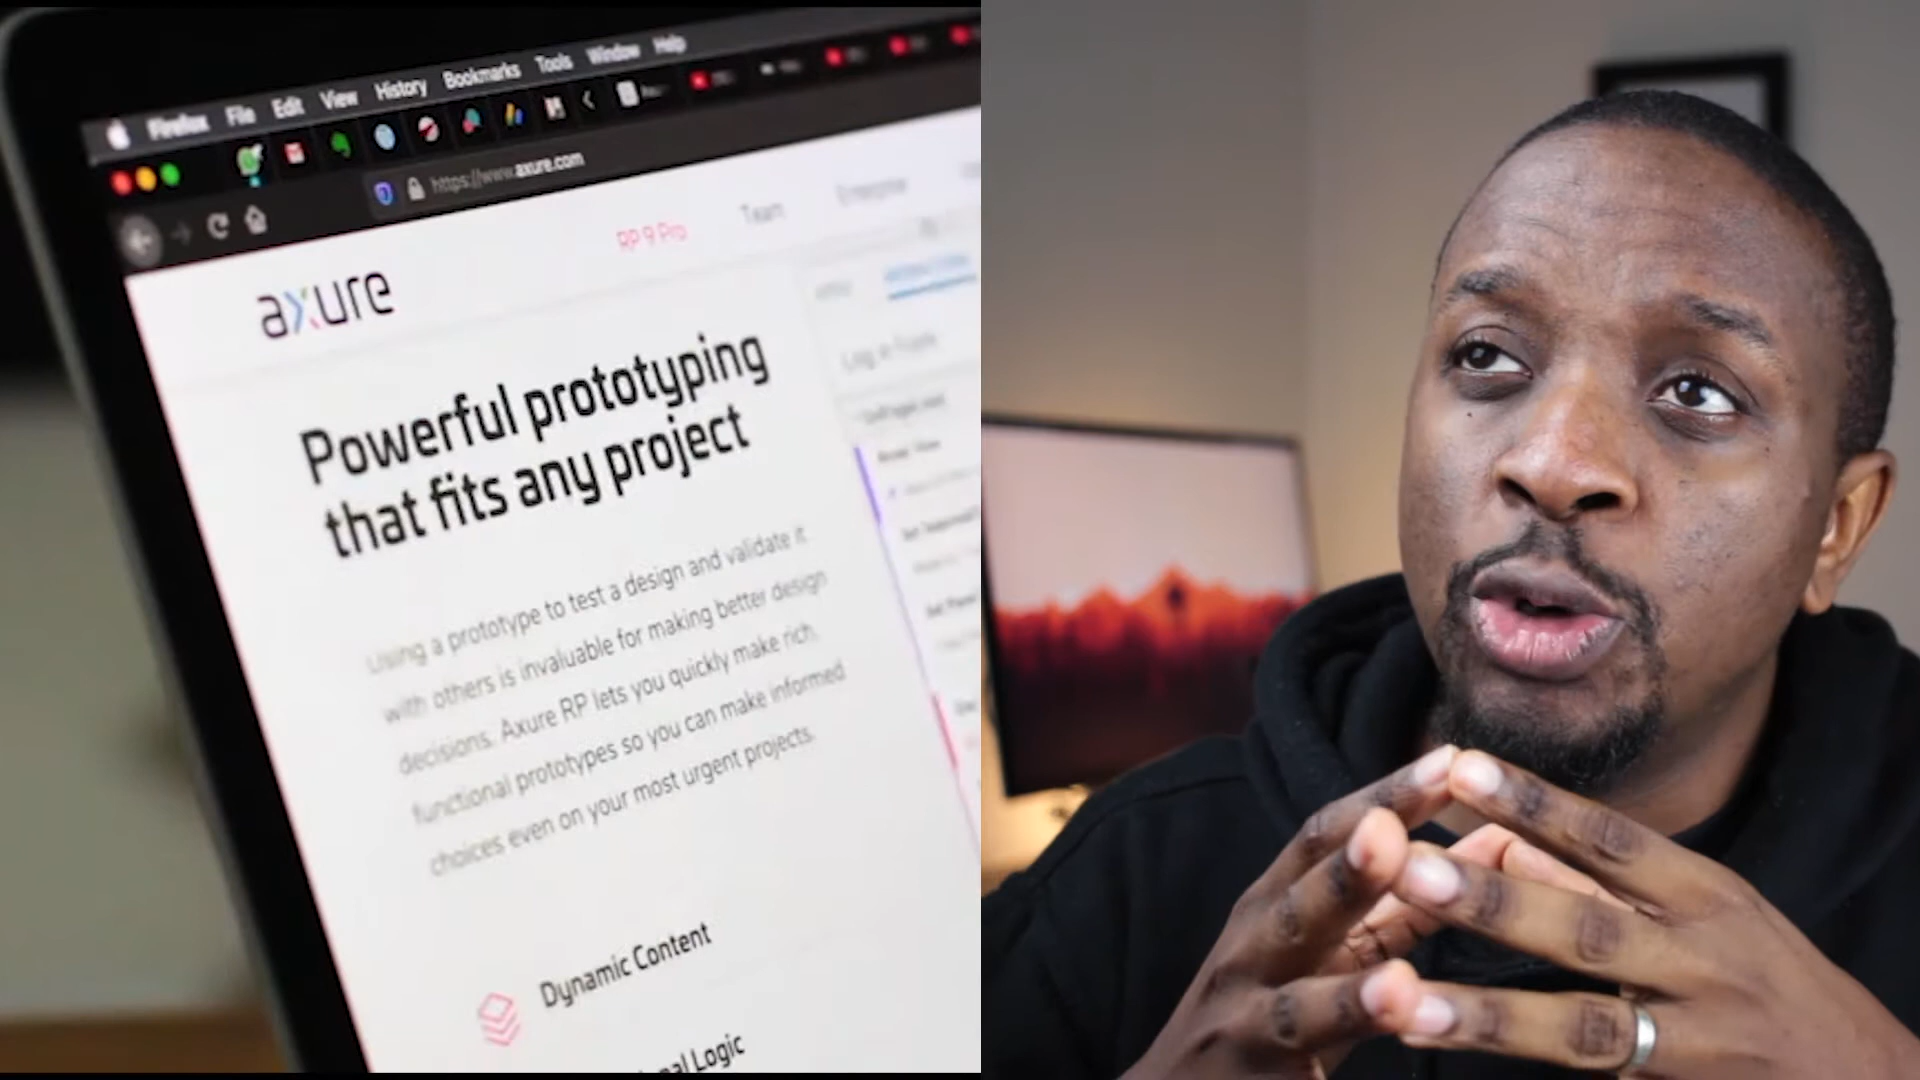 Firefox File Edit View History Bookmarks Tools Window Help
https://www.axure.com
RP 9 Pro Team Enterprise
axure
Powerful prototyping
that fits any project
Using a prototype to test a design and validate it
with others is invaluable for making better design
decisions. Axure RP lets you quickly make rich,
functional prototypes so you can make informed
choices even on your most urgent projects.
Dynamic Content
nal Logic